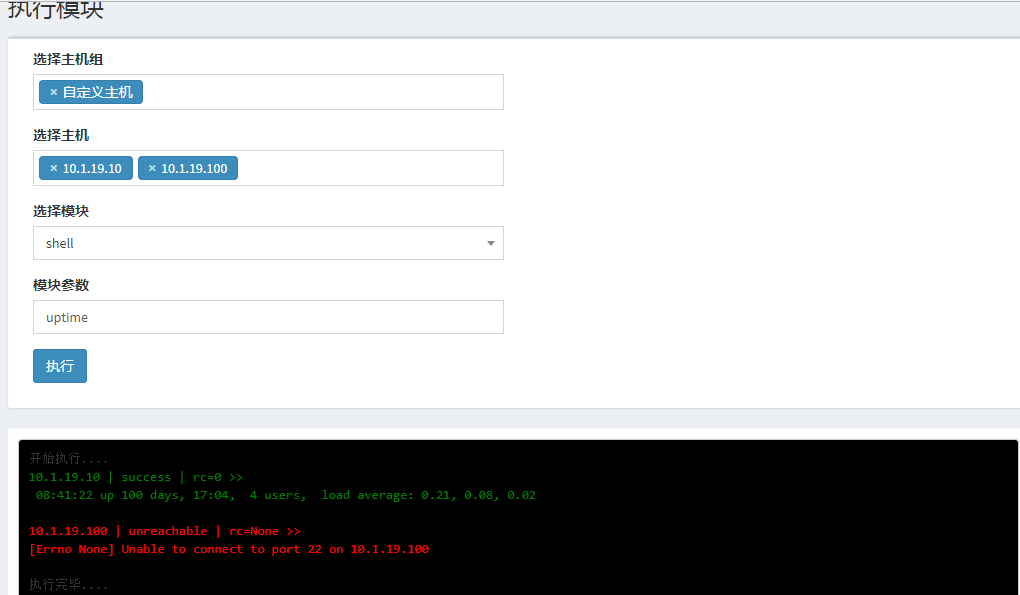 执行模块
选择主机组
× 自定义主机
选择主机
× 10.1.19.10 × 10.1.19.100
选择模块
shell
模块参数
uptime
执行
开始执行....
10.1.19.10 | success | rc=0 >>
08:41:22 up 100 days, 17:04,  4 users,  load average: 0.21, 0.08, 0.02
10.1.19.100 | unreachable | rc=None >>
[Errno None] Unable to connect to port 22 on 10.1.19.100
执行完毕....